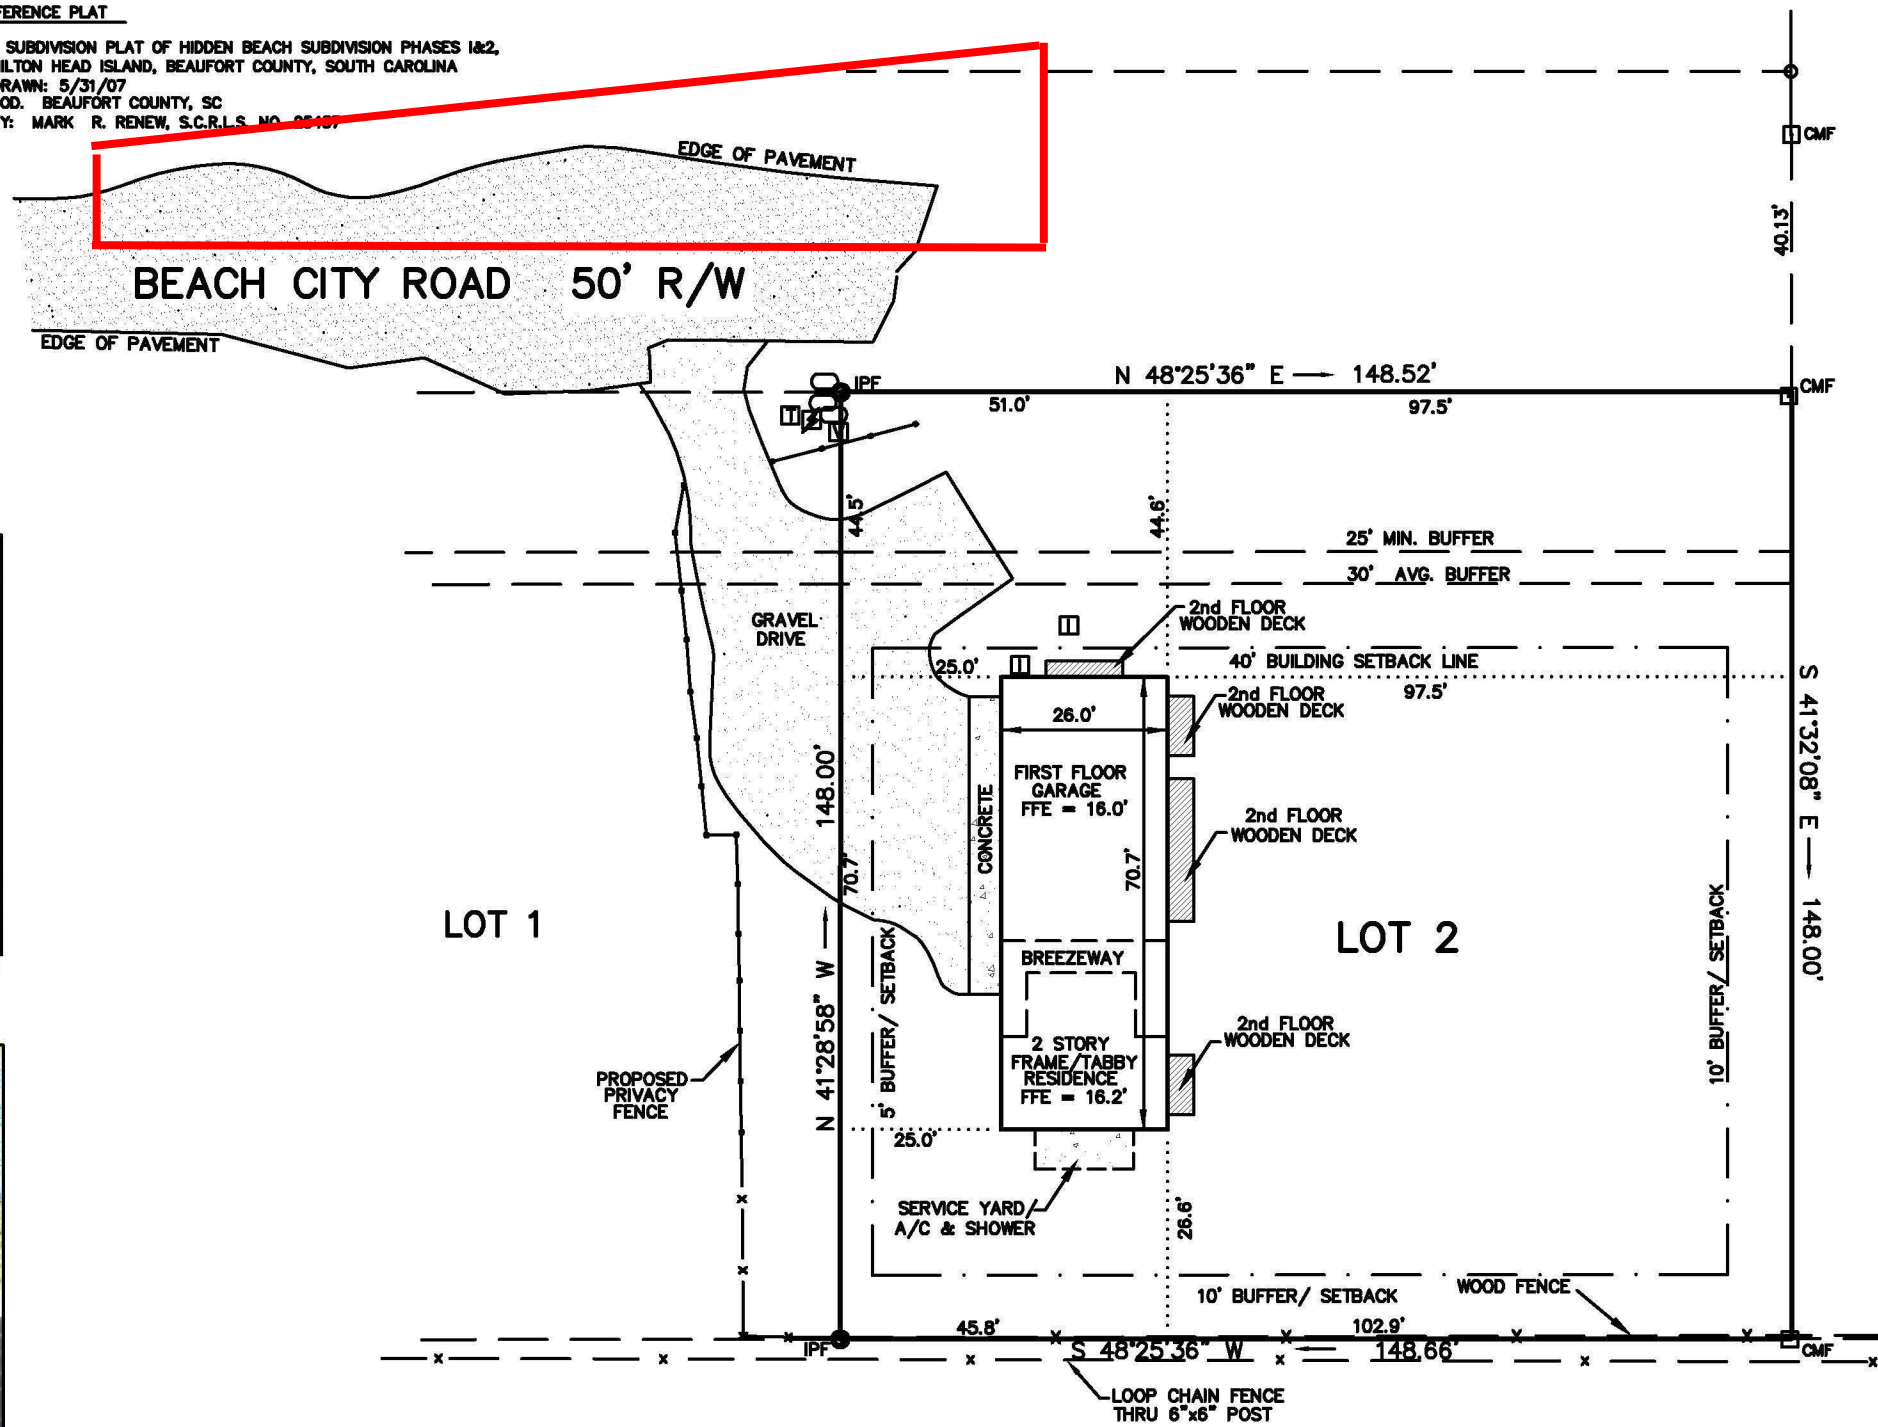 FERENCE PLAT
SUBDIVISION PLAT OF HIDDEN BEACH SUBDIVISION PHASES I&2,
ILTON HEAD ISLAND, BEAUFORT COUNTY, SOUTH CAROLINA
RAWN: 5/31/07
OD. BEAUFORT COUNTY, SC
Y: MARK R. RENEW, S.C.R.L.S. NO.
EDGE OF PAVEMENT
CMF
40.13'
BEACH CITY ROAD 50' R/W
EDGE OF PAVEMENT
N 48°25'36" E 148.52'
IPF
CMF
51.0'
97.5'
T
V
44.5'
44.6'
25' MIN. BUFFER
30' AVG. BUFFER
GRAVEL
DRIVE
2nd FLOOR
WOODEN DECK
I
I
25.0'
40' BUILDING SETBACK LINE
97.5'
2nd FLOOR
WOODEN DECK
26.0'
S 41°32'08" E 148.00'
FIRST FLOOR
GARAGE
FFE = 16.0'
CONCRETE
N 41°28'58" W 148.00'
70.7'
70.7'
2nd FLOOR
WOODEN DECK
LOT 1
LOT 2
BREEZEWAY
5' BUFFER/ SETBACK
10' BUFFER/ SETBACK
2 STORY
FRAME/TABBY
RESIDENCE
FFE = 16.2'
2nd FLOOR
WOODEN DECK
PROPOSED
PRIVACY
FENCE
25.0'
SERVICE YARD
A/C & SHOWER
26.6'
10' BUFFER/ SETBACK
WOOD FENCE
45.8'
102.9'
IPF
S 48°25'36" W 148.66'
CMF
LOOP CHAIN FENCE
THRU 6"x6" POST